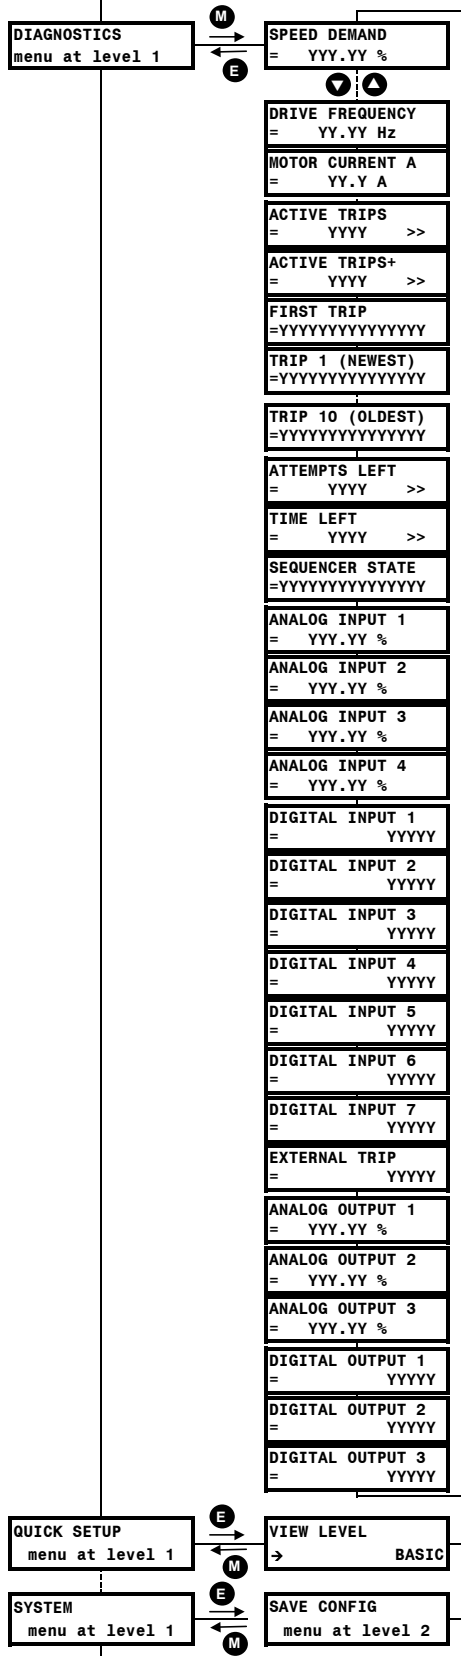 M
DIAGNOSTICS
menu at level 1
E
SPEED DEMAND
= YYY.YY %
DRIVE FREQUENCY
= YY.YY Hz
MOTOR CURRENT A
= YY.Y A
ACTIVE TRIPS
= YYYY >>
ACTIVE TRIPS+
= YYYY >>
FIRST TRIP
=YYYYYYYYYYYYYYY
TRIP 1 (NEWEST)
=YYYYYYYYYYYYYYY
TRIP 10 (OLDEST)
=YYYYYYYYYYYYYYY
ATTEMPTS LEFT
= YYYY >>
TIME LEFT
= YYYY >>
SEQUENCER STATE
=YYYYYYYYYYYYYYY
ANALOG INPUT 1
= YYY.YY %
ANALOG INPUT 2
= YYY.YY %
ANALOG INPUT 3
= YYY.YY %
ANALOG INPUT 4
= YYY.YY %
DIGITAL INPUT 1
= YYYYY
DIGITAL INPUT 2
= YYYYY
DIGITAL INPUT 3
= YYYYY
DIGITAL INPUT 4
= YYYYY
DIGITAL INPUT 5
= YYYYY
DIGITAL INPUT 6
= YYYYY
DIGITAL INPUT 7
= YYYYY
EXTERNAL TRIP
= YYYYY
ANALOG OUTPUT 1
= YYY.YY %
ANALOG OUTPUT 2
= YYY.YY %
ANALOG OUTPUT 3
= YYY.YY %
DIGITAL OUTPUT 1
= YYYYY
DIGITAL OUTPUT 2
= YYYYY
DIGITAL OUTPUT 3
= YYYYY
QUICK SETUP
menu at level 1
E
M
VIEW LEVEL
→ BASIC
SYSTEM
menu at level 1
E
M
SAVE CONFIG
menu at level 2